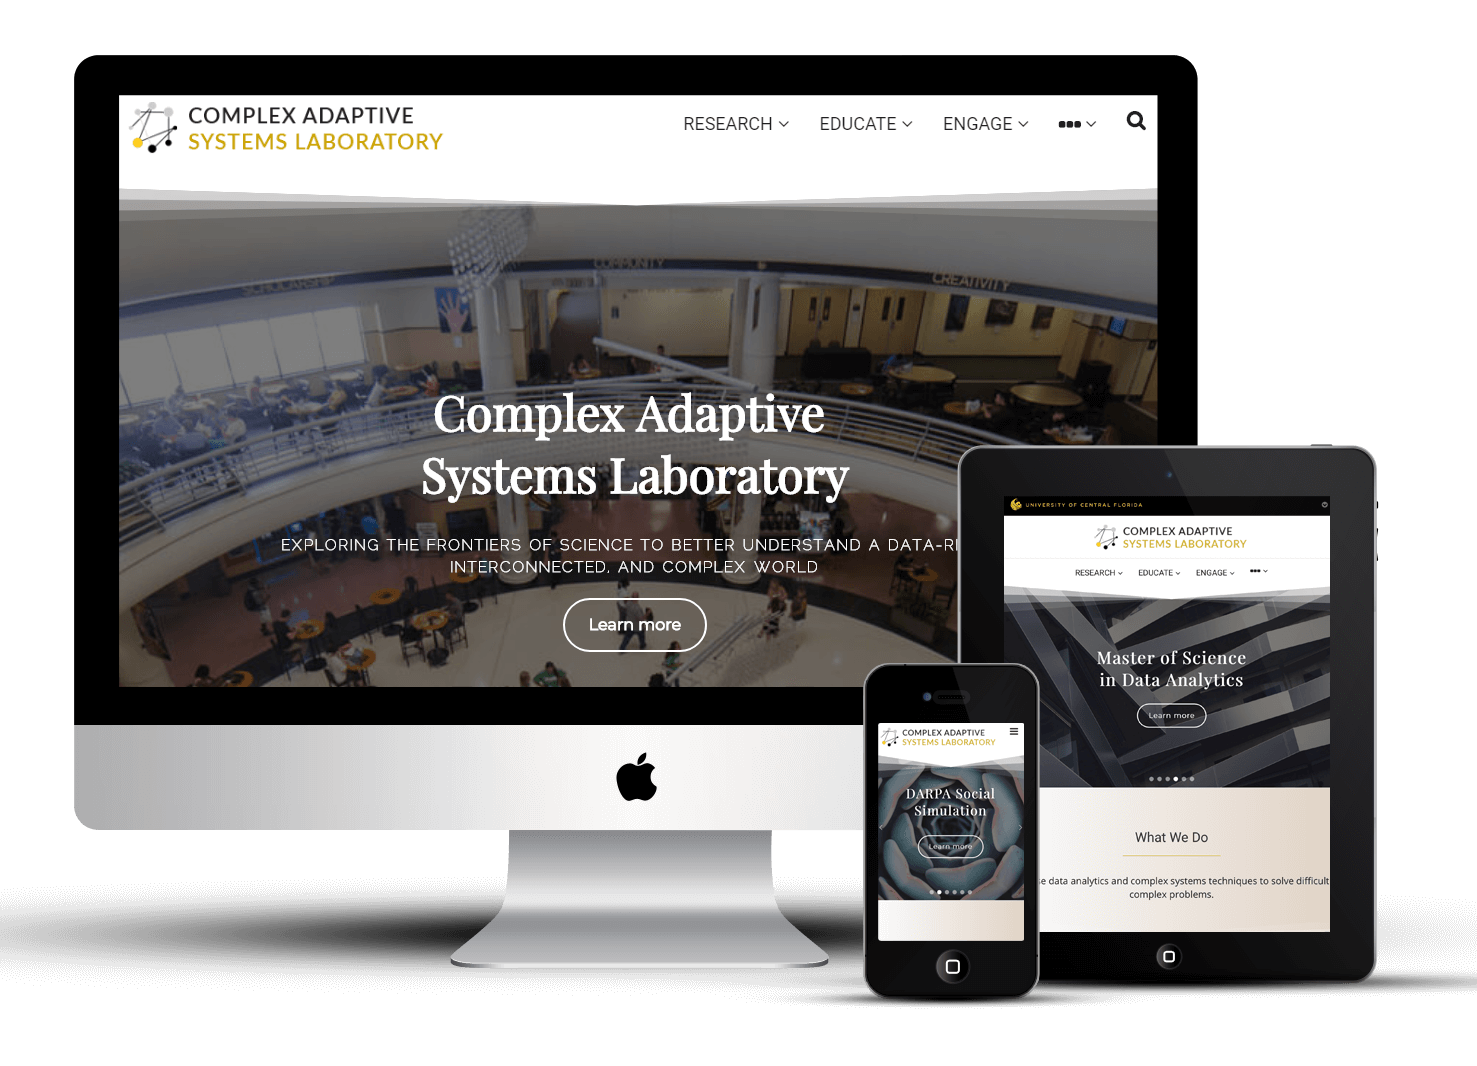 COMPLEX ADAPTIVE
SYSTEMS LABORATORY
RESEARCH
EDUCATE
ENGAGE
SCHOLARSHIP
COMMUNITY
CREATIVITY
Complex Adaptive
Systems Laboratory
EXPLORING THE FRONTIERS OF SCIENCE TO BETTER UNDERSTAND A DATA-RI
INTERCONNECTED, AND COMPLEX WORLD
Learn more
UNIVERSITY OF CENTRAL FLORIDA
COMPLEX ADAPTIVE
SYSTEMS LABORATORY
RESEARCH
EDUCATE
ENGAGE
Master of Science
in Data Analytics
Learn more
What We Do
se data analytics and complex systems techniques to solve difficult
complex problems.
COMPLEX ADAPTIVE
SYSTEMS LABORATORY
DARPA Social
Simulation
Learn more